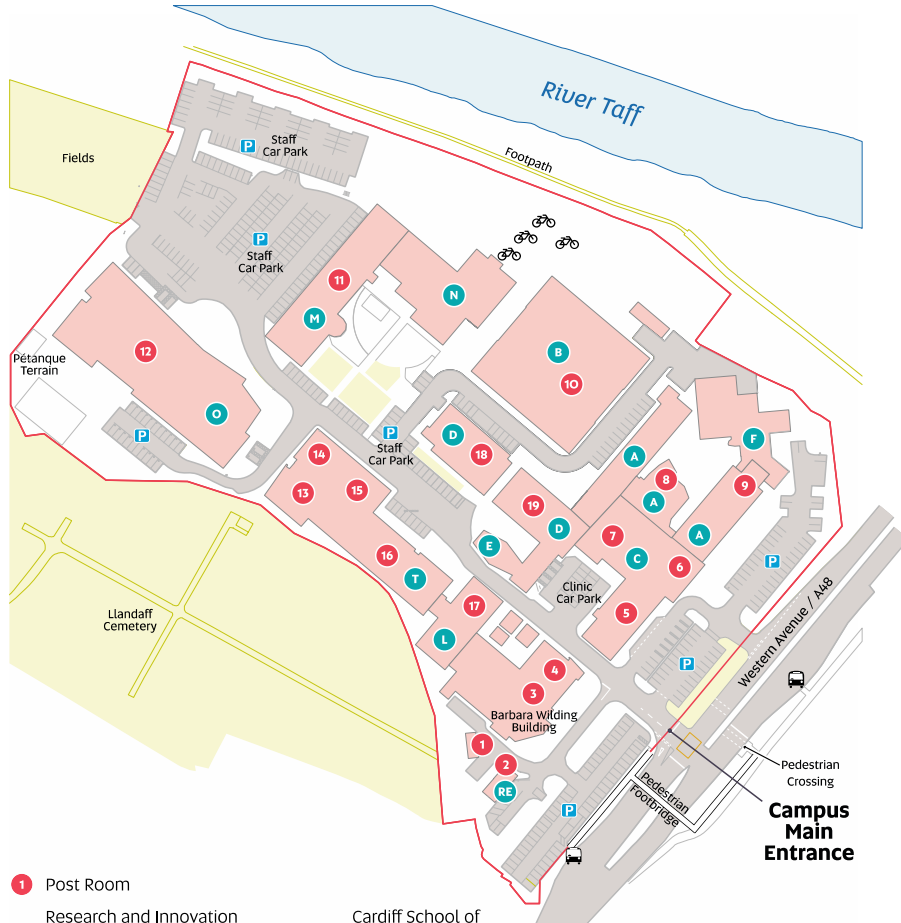 River Taff
Footpath
Fields
P
Staff
Car Park
P
Staff
Car Park
11
M
N
B
10
12
Pétanque
Terrain
O
P
P
Staff
Car Park
D
18
A
F
8
A
9
14
13
15
19
D
7
A
E
C
6
16
T
P
Clinic
Car Park
17
5
L
Llandaff
Cemetery
Western Avenue / A48
P
4
3
Barbara Wilding
Building
1
2
RE
Pedestrian
Crossing
Pedestrian
Footbridge
P
Campus
Main
Entrance
1 Post Room
Research and Innovation
Cardiff School of